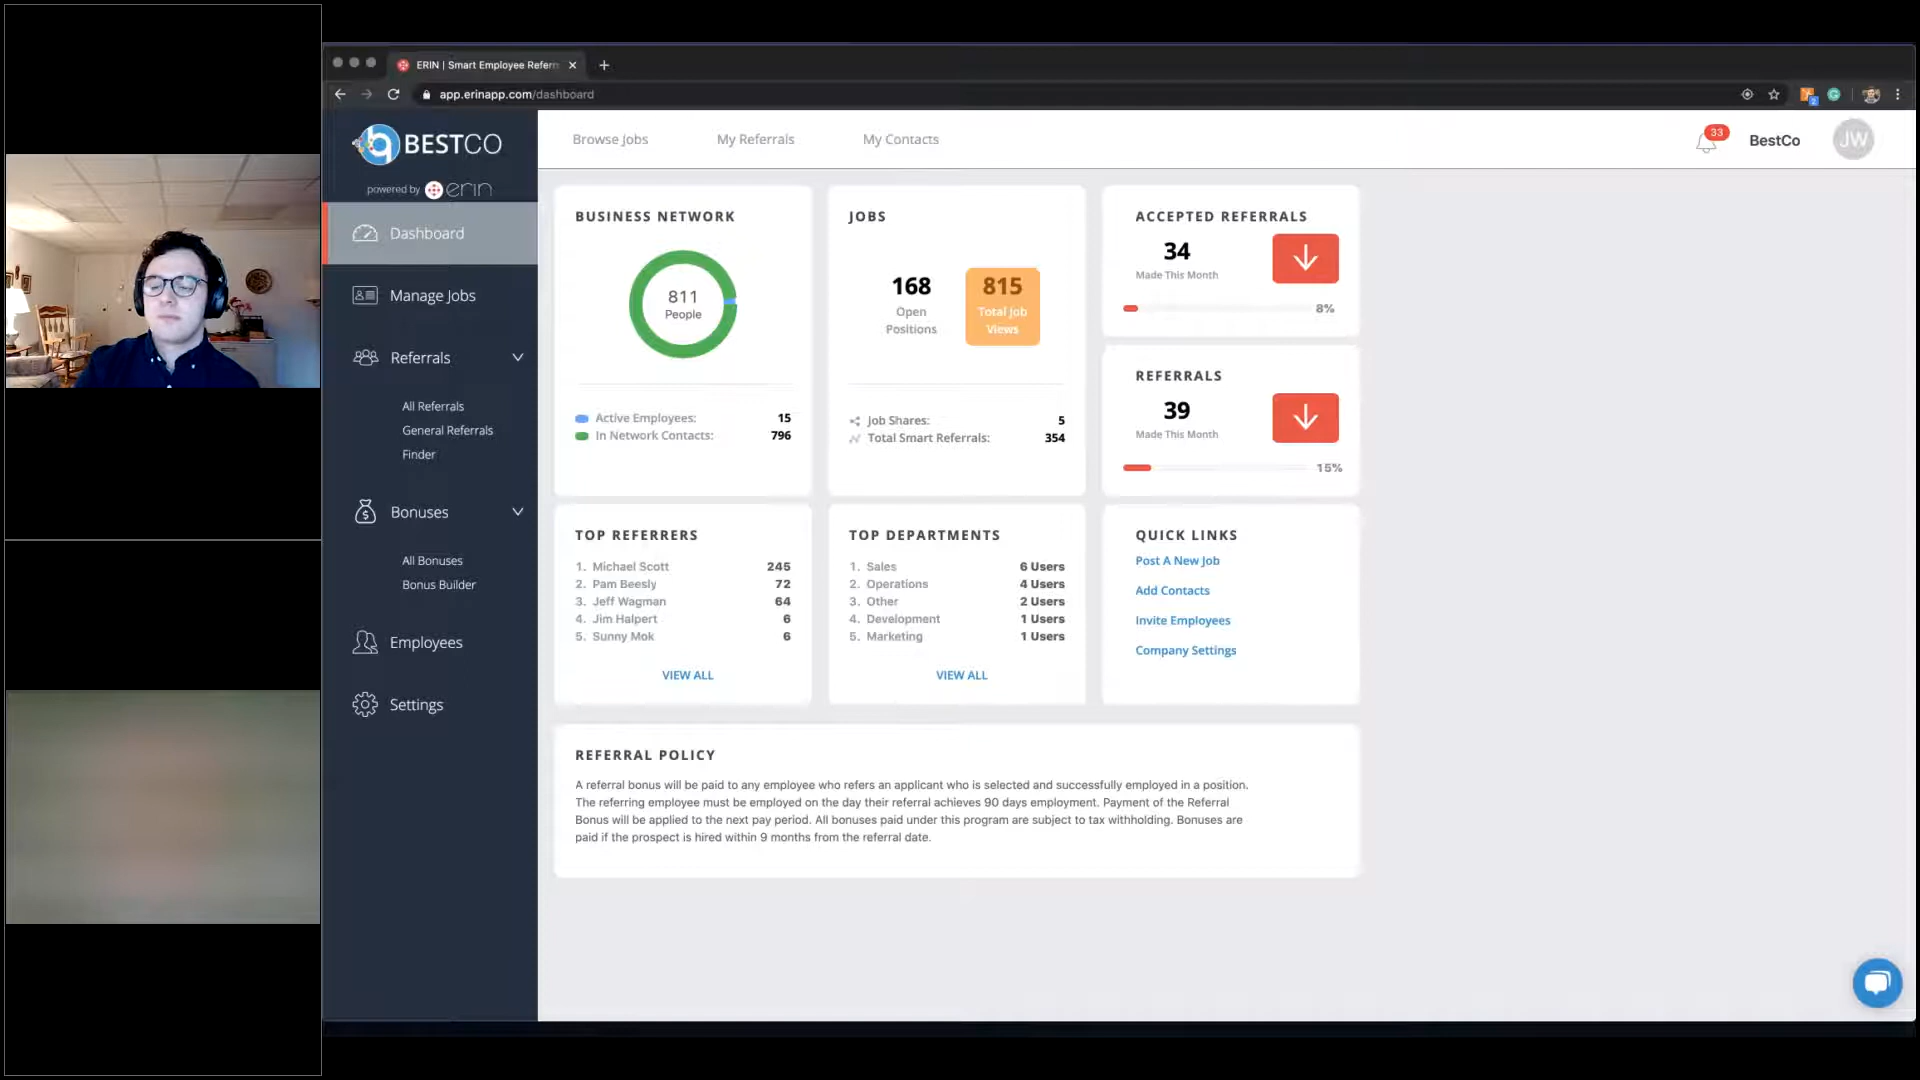 ERIN | Smart Employee Referr
app.erinapp.com/dashboard
2
BESTCO
powered by erin
Browse Jobs
My Referrals
My Contacts
33
BestCo
JW
Dashboard
Manage Jobs
Referrals
All Referrals
General Referrals
Finder
Bonuses
All Bonuses
Bonus Builder
Employees
Settings
BUSINESS NETWORK
811
People
Active Employees: 15
In Network Contacts: 796
JOBS
168
Open
Positions
815
Total Job
Views
Job Shares: 5
Total Smart Referrals: 354
ACCEPTED REFERRALS
34
Made This Month
8%
REFERRALS
39
Made This Month
15%
TOP REFERRERS
1. Michael Scott 245
2. Pam Beesly 72
3. Jeff Wagman 64
4. Jim Halpert 6
5. Sunny Mok 6
VIEW ALL
TOP DEPARTMENTS
1. Sales 6 Users
2. Operations 4 Users
3. Other 2 Users
4. Development 1 Users
5. Marketing 1 Users
VIEW ALL
QUICK LINKS
Post A New Job
Add Contacts
Invite Employees
Company Settings
REFERRAL POLICY
A referral bonus will be paid to any employee who refers an applicant who is selected and successfully employed in a position.
The referring employee must be employed on the day their referral achieves 90 days employment. Payment of the Referral
Bonus will be applied to the next pay period. All bonuses paid under this program are subject to tax withholding. Bonuses are
paid if the prospect is hired within 9 months from the referral date.